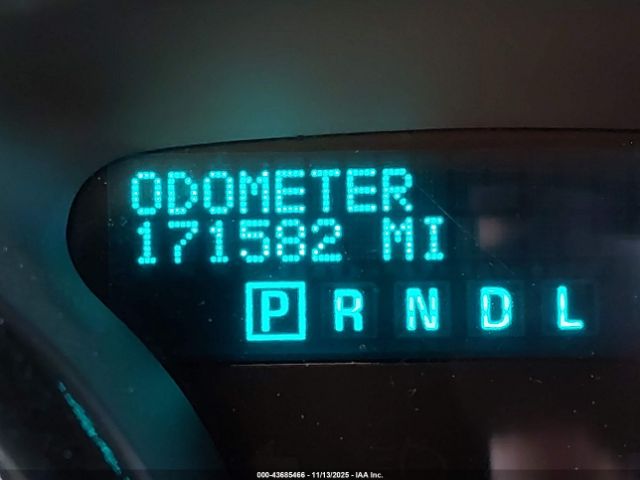 ODOMETER
171582 MI
P R N D L
000-43685466 - 11/13/2025 - IAA Inc.